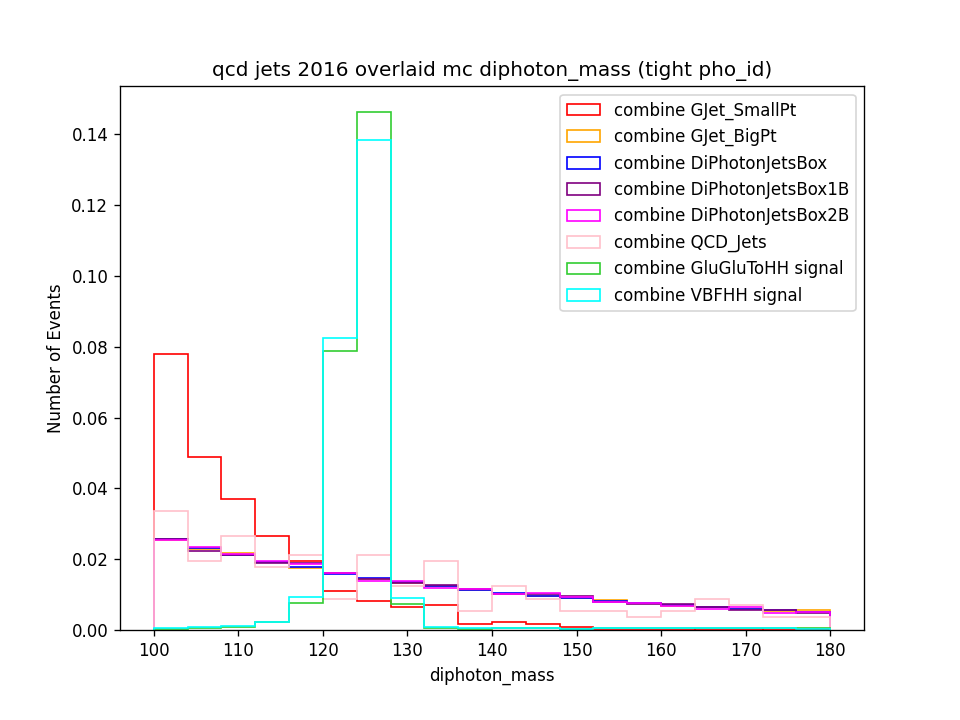 qcd jets 2016 overlaid mc diphoton_mass (tight pho_id)
combine GJet_SmallPt
combine GJet_BigPt
combine DiPhotonJetsBox
combine DiPhotonJetsBox1B
combine DiPhotonJetsBox2B
combine QCD_Jets
combine GluGluToHH signal
combine VBFHH signal
Number of Events
0.14
0.12
0.10
0.08
0.06
0.04
0.02
0.00
100 110 120 130 140 150 160 170 180
diphoton_mass